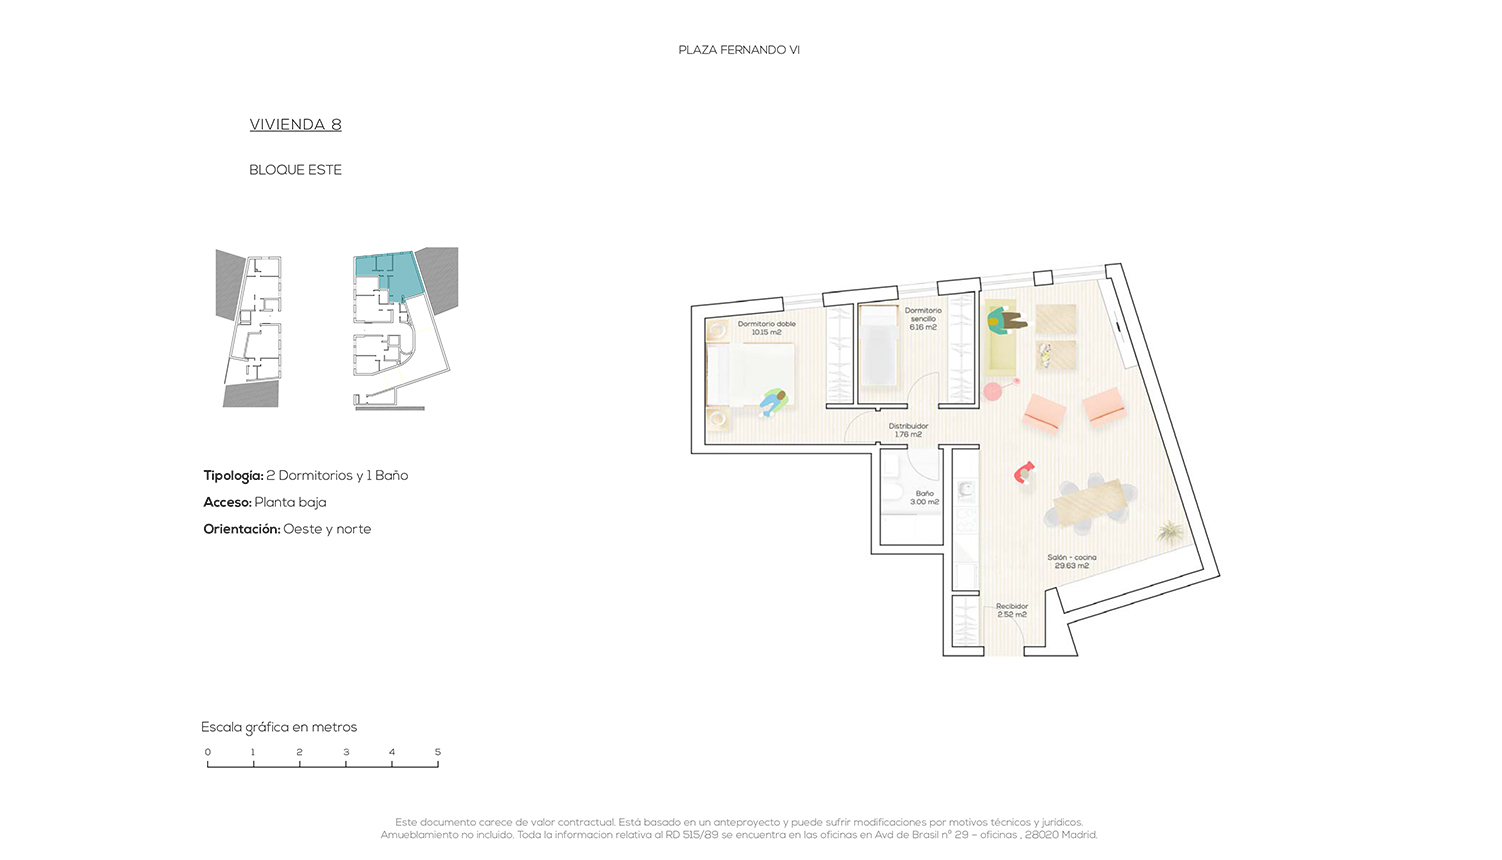 PLAZA FERNANDO VI
VIVIENDA 8
BLOQUE ESTE
Dormitorio doble
10.15 m2
Dormitorio
sencillo
6.16 m2
Distribuidor
1.76 m2
Baño
3.00 m2
Salón - cocina
29.63 m2
Recibidor
2.52 m2
Tipología: 2 Dormitorios y 1 Baño
Acceso: Planta baja
Orientación: Oeste y norte
Escala gráfica en metros
0 1 2 3 4 5
Este documento carece de valor contractual. Está basado en un anteproyecto y puede sufrir modificaciones por motivos técnicos y jurídicos.
Amueblamiento no incluido. Toda la informacion relativa al RD 515/89 se encuentra en las oficinas en Avd de Brasil nº 29 – oficinas , 28020 Madrid.